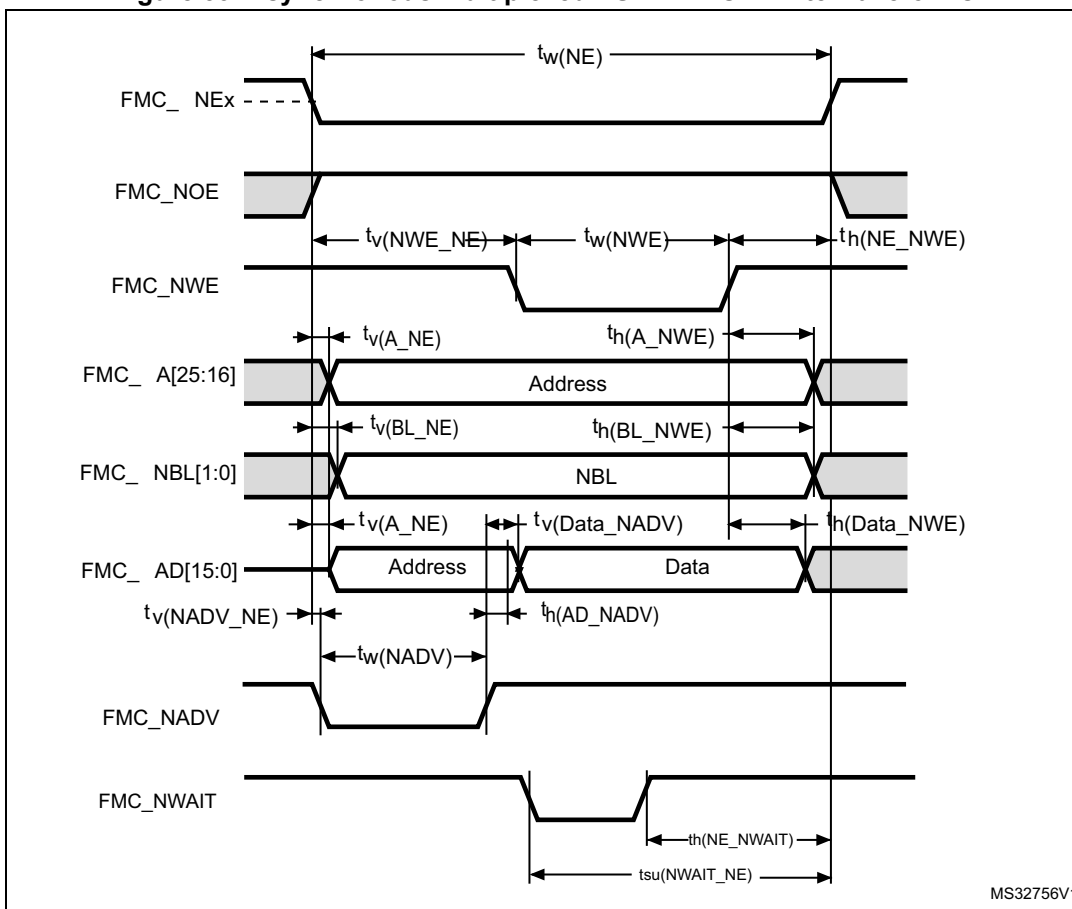 tw(NE)
FMC_ NEx
FMC_NOE
tv(NWE_NE) tw(NWE) th(NE_NWE)
FMC_NWE
tv(A_NE) th(A_NWE)
FMC_ A[25:16] Address
tv(BL_NE) th(BL_NWE)
FMC_ NBL[1:0] NBL
tv(A_NE) tv(Data_NADV) th(Data_NWE)
FMC_ AD[15:0] Address Data
tv(NADV_NE) th(AD_NADV)
tw(NADV)
FMC_NADV
FMC_NWAIT
th(NE_NWAIT)
tsu(NWAIT_NE)